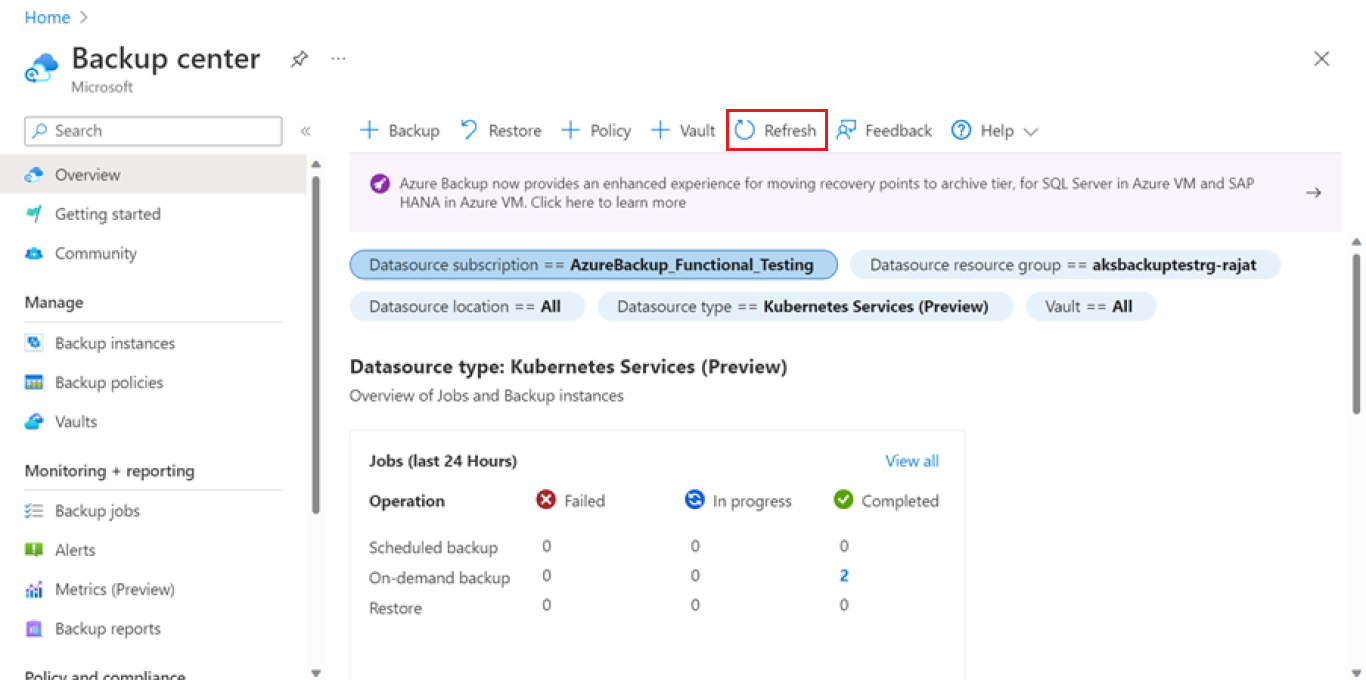 Home
Backup center
Microsoft
Search
Overview
Getting started
Community
Manage
Backup instances
Backup policies
Vaults
Monitoring + reporting
Backup jobs
Alerts
Metrics (Preview)
Backup reports
Policy and compliance
Backup Restore Policy Vault Refresh Feedback Help
Azure Backup now provides an enhanced experience for moving recovery points to archive tier, for SQL Server in Azure VM and SAP
HANA in Azure VM. Click here to learn more
Datasource subscription == AzureBackup_Functional_Testing Datasource resource group == aksbackuptestrg-rajat
Datasource location == All Datasource type == Kubernetes Services (Preview) Vault == All
Datasource type: Kubernetes Services (Preview)
Overview of Jobs and Backup instances
Jobs (last 24 Hours) View all
Operation Failed In progress Completed
Scheduled backup 0 0 0
On-demand backup 0 0 2
Restore 0 0 0